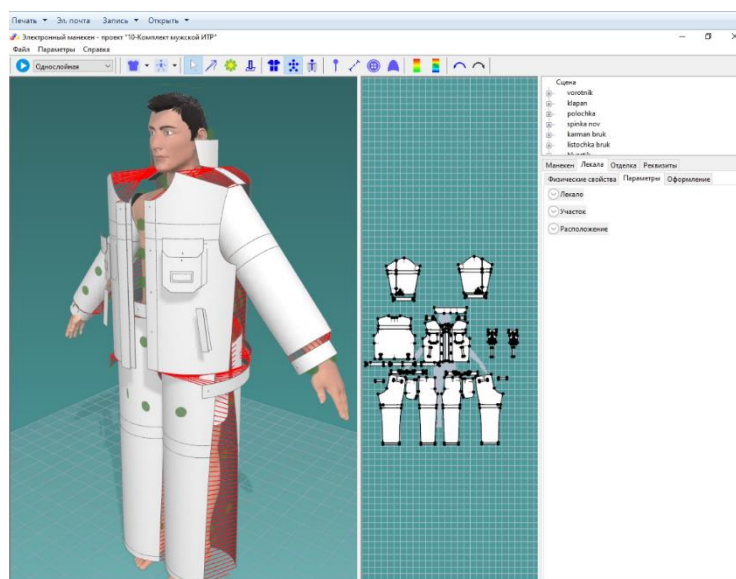 Печать Эл. почта Запись Открыть
Электронный манекен - проект "10-Комплект мужской ИТР"
Файл Параметры Справка
Однослойная
Сцена
vorotnik
klapan
polochka
spinka nov
karman bruk
listochka bruk
Манекен Лекала Отделка Реквизиты
Физические свойства Параметры Оформление
Лекало
Участок
Расположение